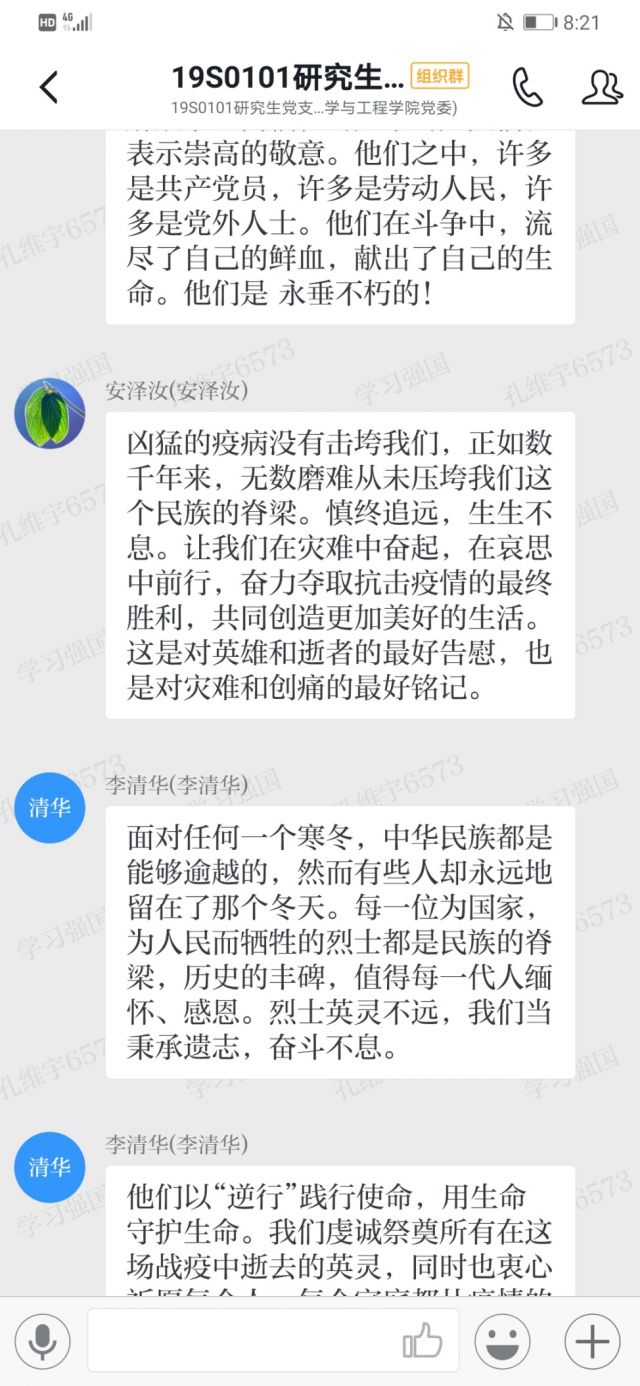 HD 4G 8:21
19S0101研究生... 组织群
19S0101研究生党支...学与工程学院党委)
表示崇高的敬意。他们之中，许多
是共产党员，许多是劳动人民，许
多是党外人士。他们在斗争中，流
尽了自己的鲜血，献出了自己的生
命。他们是 永垂不朽的！
安泽汝(安泽汝)
凶猛的疫病没有击垮我们，正如数
千年来，无数磨难从未压垮我们这
个民族的脊梁。慎终追远，生生不
息。让我们在灾难中奋起，在哀思
中前行，奋力夺取抗击疫情的最终
胜利，共同创造更加美好的生活。
这是对英雄和逝者的最好告慰，也
是对灾难和创痛的最好铭记。
清华
李清华(李清华)
面对任何一个寒冬，中华民族都是
能够逾越的，然而有些人却永远地
留在了那个冬天。每一位为国家，
为人民而牺牲的烈士都是民族的脊
梁，历史的丰碑，值得每一代人缅
怀、感恩。烈士英灵不远，我们当
秉承遗志，奋斗不息。
清华
李清华(李清华)
他们以“逆行”践行使命，用生命
守护生命。我们虔诚祭奠所有在这
场战疫中逝去的英灵，同时也衷心
学习强国
孔维宇6573